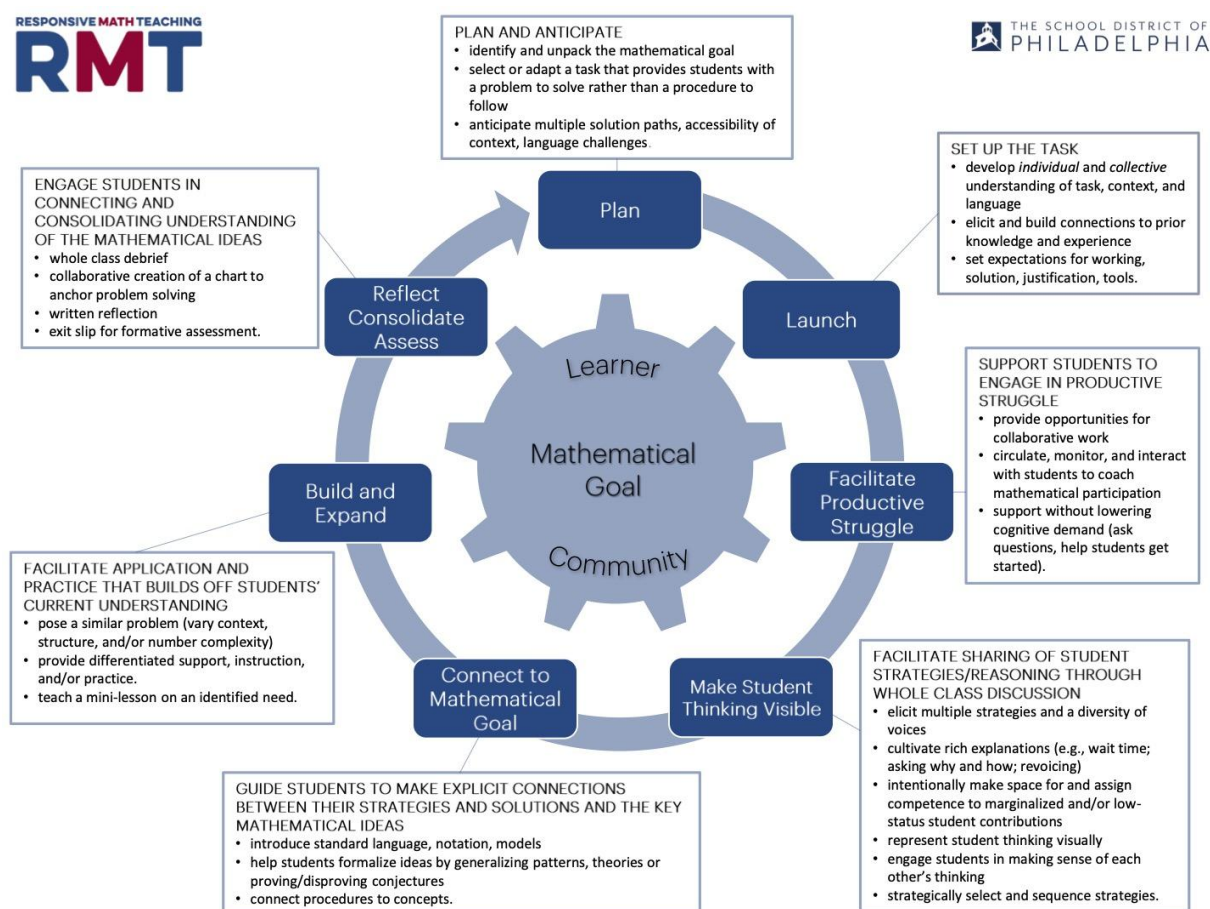 RESPONSIVE MATH TEACHING
RMT
THE SCHOOL DISTRICT OF
PHILADELPHIA
PLAN AND ANTICIPATE
• identify and unpack the mathematical goal
• select or adapt a task that provides students with
a problem to solve rather than a procedure to
follow
• anticipate multiple solution paths, accessibility of
context, language challenges.
Plan
SET UP THE TASK
• develop individual and collective
understanding of task, context, and
language
• elicit and build connections to prior
knowledge and experience
• set expectations for working,
solution, justification, tools.
Launch
SUPPORT STUDENTS TO
ENGAGE IN PRODUCTIVE
STRUGGLE
• provide opportunities for
collaborative work
• circulate, monitor, and interact
with students to coach
mathematical participation
• support without lowering
cognitive demand (ask
questions, help students get
started).
Facilitate
Productive
Struggle
FACILITATE SHARING OF STUDENT
STRATEGIES/REASONING THROUGH
WHOLE CLASS DISCUSSION
• elicit multiple strategies and a diversity of
voices
• cultivate rich explanations (e.g., wait time;
asking why and how; revoicing)
• intentionally make space for and assign
competence to marginalized and/or low-
status student contributions
• represent student thinking visually
• engage students in making sense of each
other's thinking
• strategically select and sequence strategies.
Make Student
Thinking Visible
Connect to
Mathematical
Goal
GUIDE STUDENTS TO MAKE EXPLICIT CONNECTIONS
BETWEEN THEIR STRATEGIES AND SOLUTIONS AND THE KEY
MATHEMATICAL IDEAS
• introduce standard language, notation, models
• help students formalize ideas by generalizing patterns, theories or
proving/disproving conjectures
• connect procedures to concepts.
Build and
Expand
FACILITATE APPLICATION AND
PRACTICE THAT BUILDS OFF STUDENTS'
CURRENT UNDERSTANDING
• pose a similar problem (vary context,
structure, and/or number complexity)
• provide differentiated support, instruction,
and/or practice.
• teach a mini-lesson on an identified need.
Reflect
Consolidate
Assess
ENGAGE STUDENTS IN
CONNECTING AND
CONSOLIDATING UNDERSTANDING
OF THE MATHEMATICAL IDEAS
• whole class debrief
• collaborative creation of a chart to
anchor problem solving
• written reflection
• exit slip for formative assessment.
Learner
Mathematical
Goal
Community